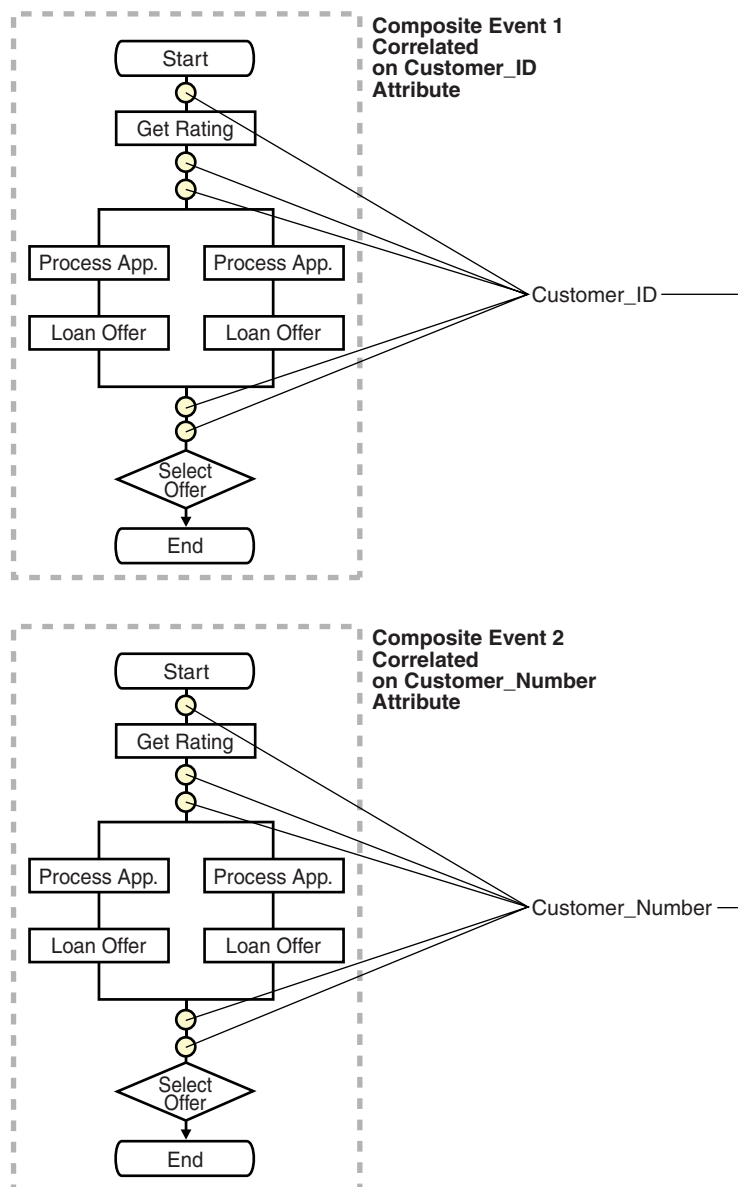 Composite Event 1
Correlated
on Customer_ID
Attribute
Start
Get Rating
Process App.
Process App.
Loan Offer
Loan Offer
Customer_ID
Select
Offer
End
Composite Event 2
Correlated
on Customer_Number
Attribute
Start
Get Rating
Process App.
Process App.
Loan Offer
Loan Offer
Customer_Number
Select
Offer
End